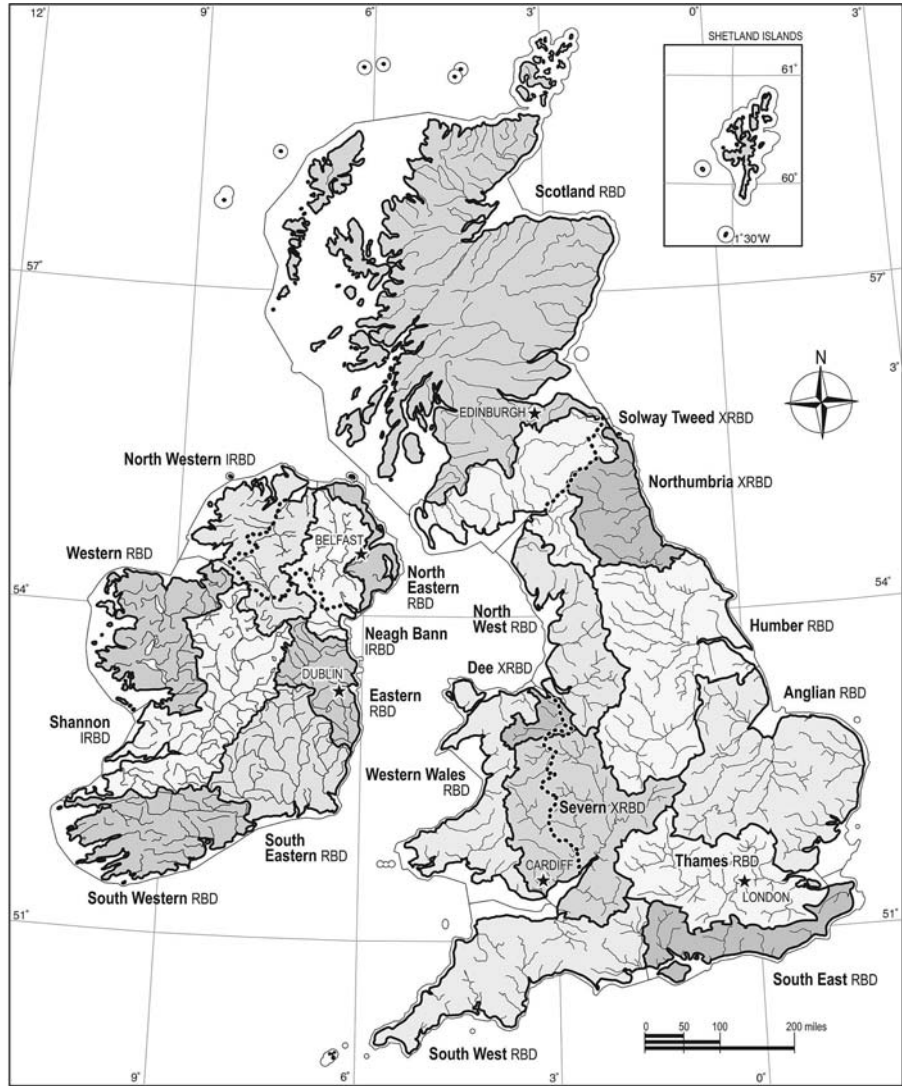 12˚
9˚
6˚
3˚
0˚
3˚
SHETLAND ISLANDS
61˚
60˚
1˚30'W
Scotland RBD
57˚
57˚
3˚
N
EDINBURGH
Solway Tweed XRBD
North Western IRBD
Northumbria XRBD
Western RBD
BELFAST
54˚
54˚
North
Eastern
RBD
North
West RBD
Humber RBD
Neagh Bann
IRBD
Dee XRBD
DUBLIN
Eastern
RBD
Anglian RBD
Shannon
IRBD
Western Wales
RBD
Severn XRBD
South
Eastern RBD
Thames RBD
CARDIFF
LONDON
South Western RBD
51˚
51˚
South East RBD
0 50 100 200 miles
South West RBD
9˚
6˚
3˚
0˚